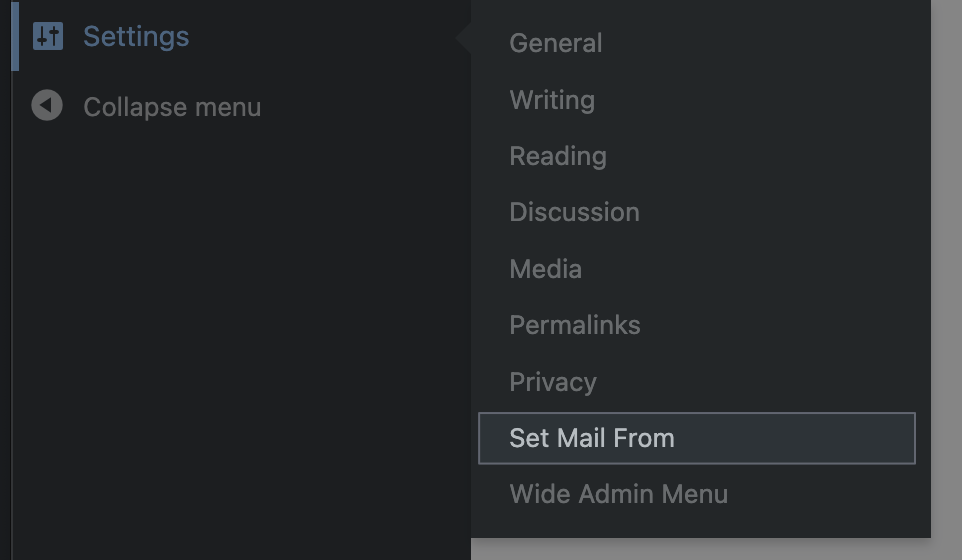 Settings
Collapse menu
General
Writing
Reading
Discussion
Media
Permalinks
Privacy
Set Mail From
Wide Admin Menu